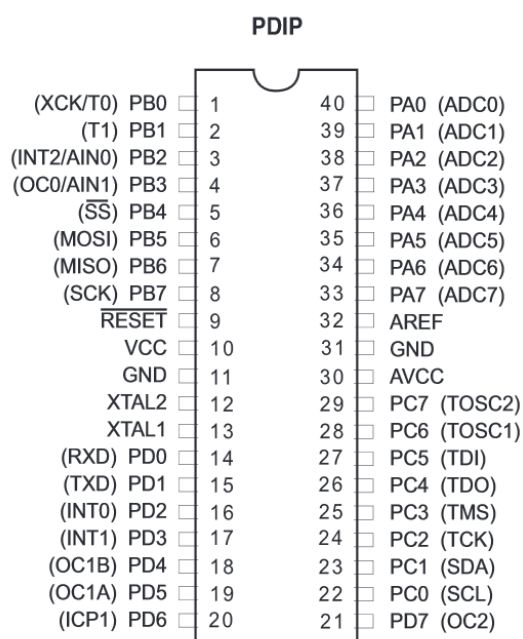 PDIP
(XCK/T0) PB0 1 40 PA0 (ADC0)
(T1) PB1 2 39 PA1 (ADC1)
(INT2/AIN0) PB2 3 38 PA2 (ADC2)
(OC0/AIN1) PB3 4 37 PA3 (ADC3)
(SS) PB4 5 36 PA4 (ADC4)
(MOSI) PB5 6 35 PA5 (ADC5)
(MISO) PB6 7 34 PA6 (ADC6)
(SCK) PB7 8 33 PA7 (ADC7)
RESET 9 32 AREF
VCC 10 31 GND
GND 11 30 AVCC
XTAL2 12 29 PC7 (TOSC2)
XTAL1 13 28 PC6 (TOSC1)
(RXD) PD0 14 27 PC5 (TDI)
(TXD) PD1 15 26 PC4 (TDO)
(INT0) PD2 16 25 PC3 (TMS)
(INT1) PD3 17 24 PC2 (TCK)
(OC1B) PD4 18 23 PC1 (SDA)
(OC1A) PD5 19 22 PC0 (SCL)
(ICP1) PD6 20 21 PD7 (OC2)